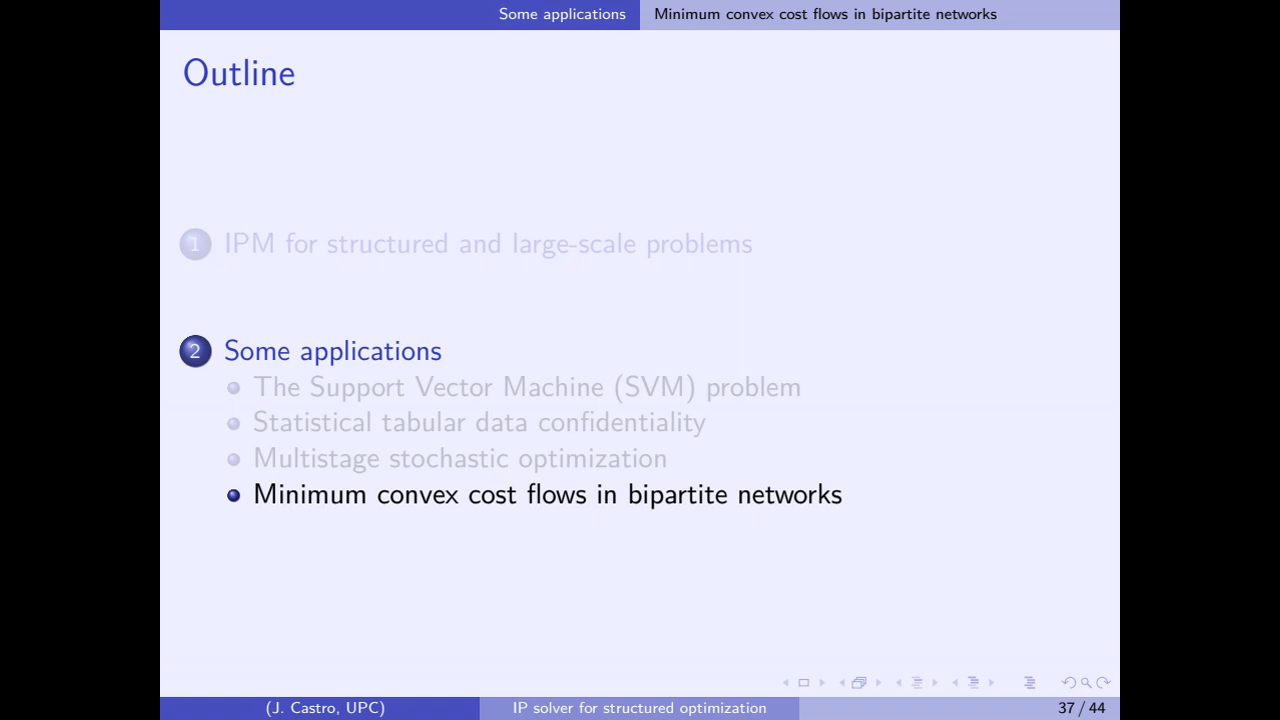 Some applications Minimum convex cost flows in bipartite networks
Outline
1 IPM for structured and large-scale problems
2 Some applications
The Support Vector Machine (SVM) problem
Statistical tabular data confidentiality
Multistage stochastic optimization
Minimum convex cost flows in bipartite networks
(J. Castro, UPC) IP solver for structured optimization 37 / 44